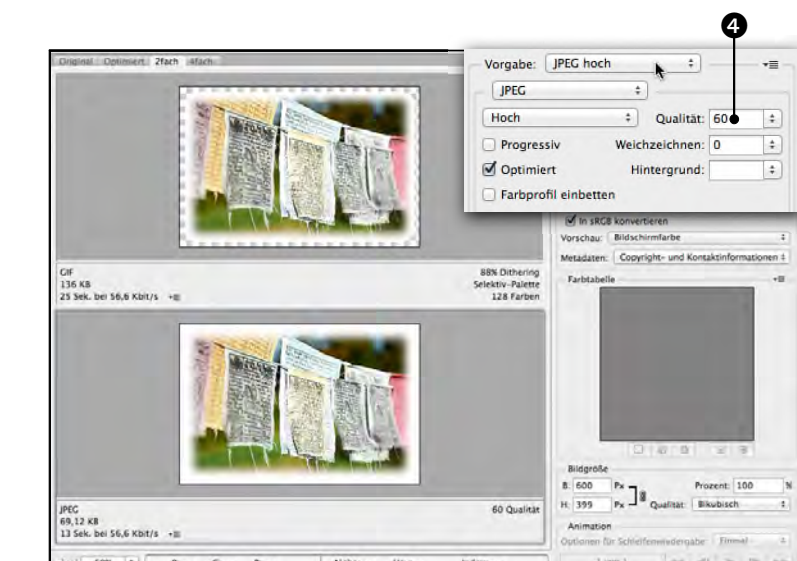 4
Original Optimiert 2fach 4fach
Vorgabe: JPEG hoch
JPEG
Hoch Qualität: 60
Progressiv Weichzeichnen: 0
Optimiert Hintergrund:
Farbprofil einbetten
In sRGB konvertieren
Vorschau: Bildschirmfarbe
Metadaten: Copyright- und Kontaktinformationen
Farbtabelle
GIF 88% Dithering
136 KB Selektiv-Palette
25 Sek. bei 56,6 Kbit/s 128 Farben
Bildgröße
B: 600 Px Prozent: 100 %
H: 399 Px Qualität: Bikubisch
JPEG 60 Qualität
69,12 KB
13 Sek. bei 56,6 Kbit/s
Animation
Optionen für Schleifenwiedergabe: Einmal